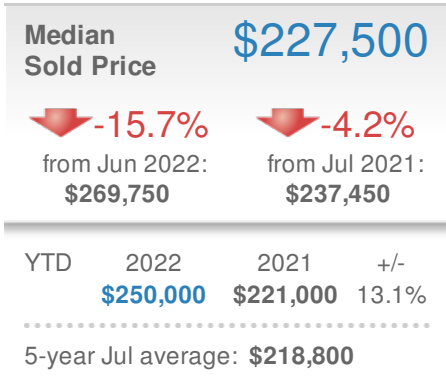 Median $227,500
Sold Price
-15.7% -4.2%
from Jun 2022: from Jul 2021:
$269,750 $237,450
YTD 2022 2021 +/-
$250,000 $221,000 13.1%
5-year Jul average: $218,800